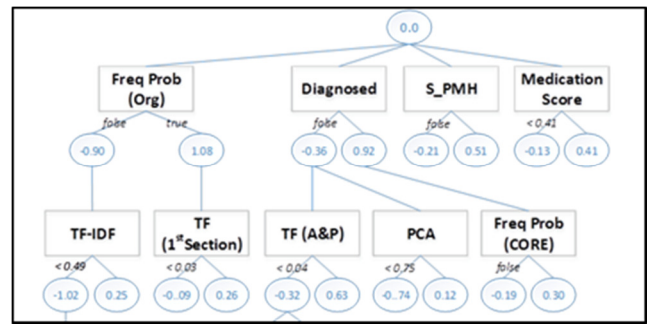 0.0
Freq Prob
(Org)
Diagnosed
S_PMH
Medication
Score
false
true
false
false
< 0.41
-0.90
1.08
-0.36
0.92
-0.21
0.51
-0.13
0.41
TF-IDF
TF
(1st Section)
TF (A&P)
PCA
Freq Prob
(CORE)
< 0.49
< 0.03
< 0.04
< 0.75
false
-1.02
0.25
-0..09
0.26
-0.32
0.63
-0..74
0.12
-0.19
0.30